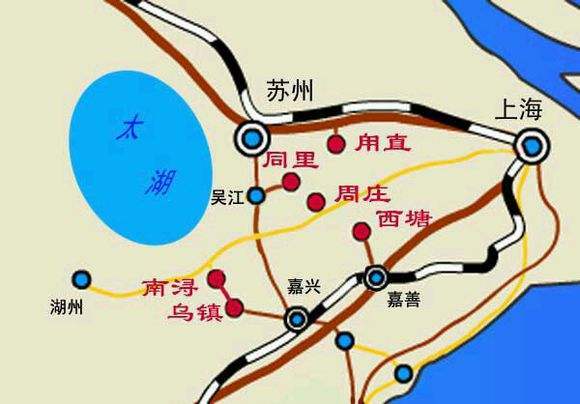 苏州
上海
太
湖
同里
甪直
吴江
周庄
西塘
南浔
乌镇
湖州
嘉兴
嘉善